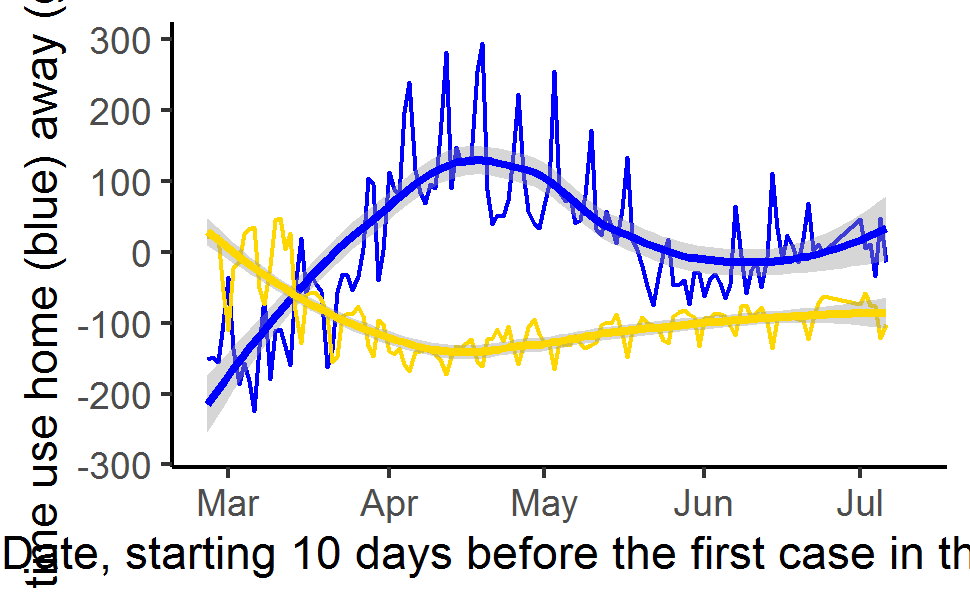 time use home (blue) away (
300
200
100
0
-100
-200
-300
Mar Apr May Jun Jul
Date, starting 10 days before the first case in th